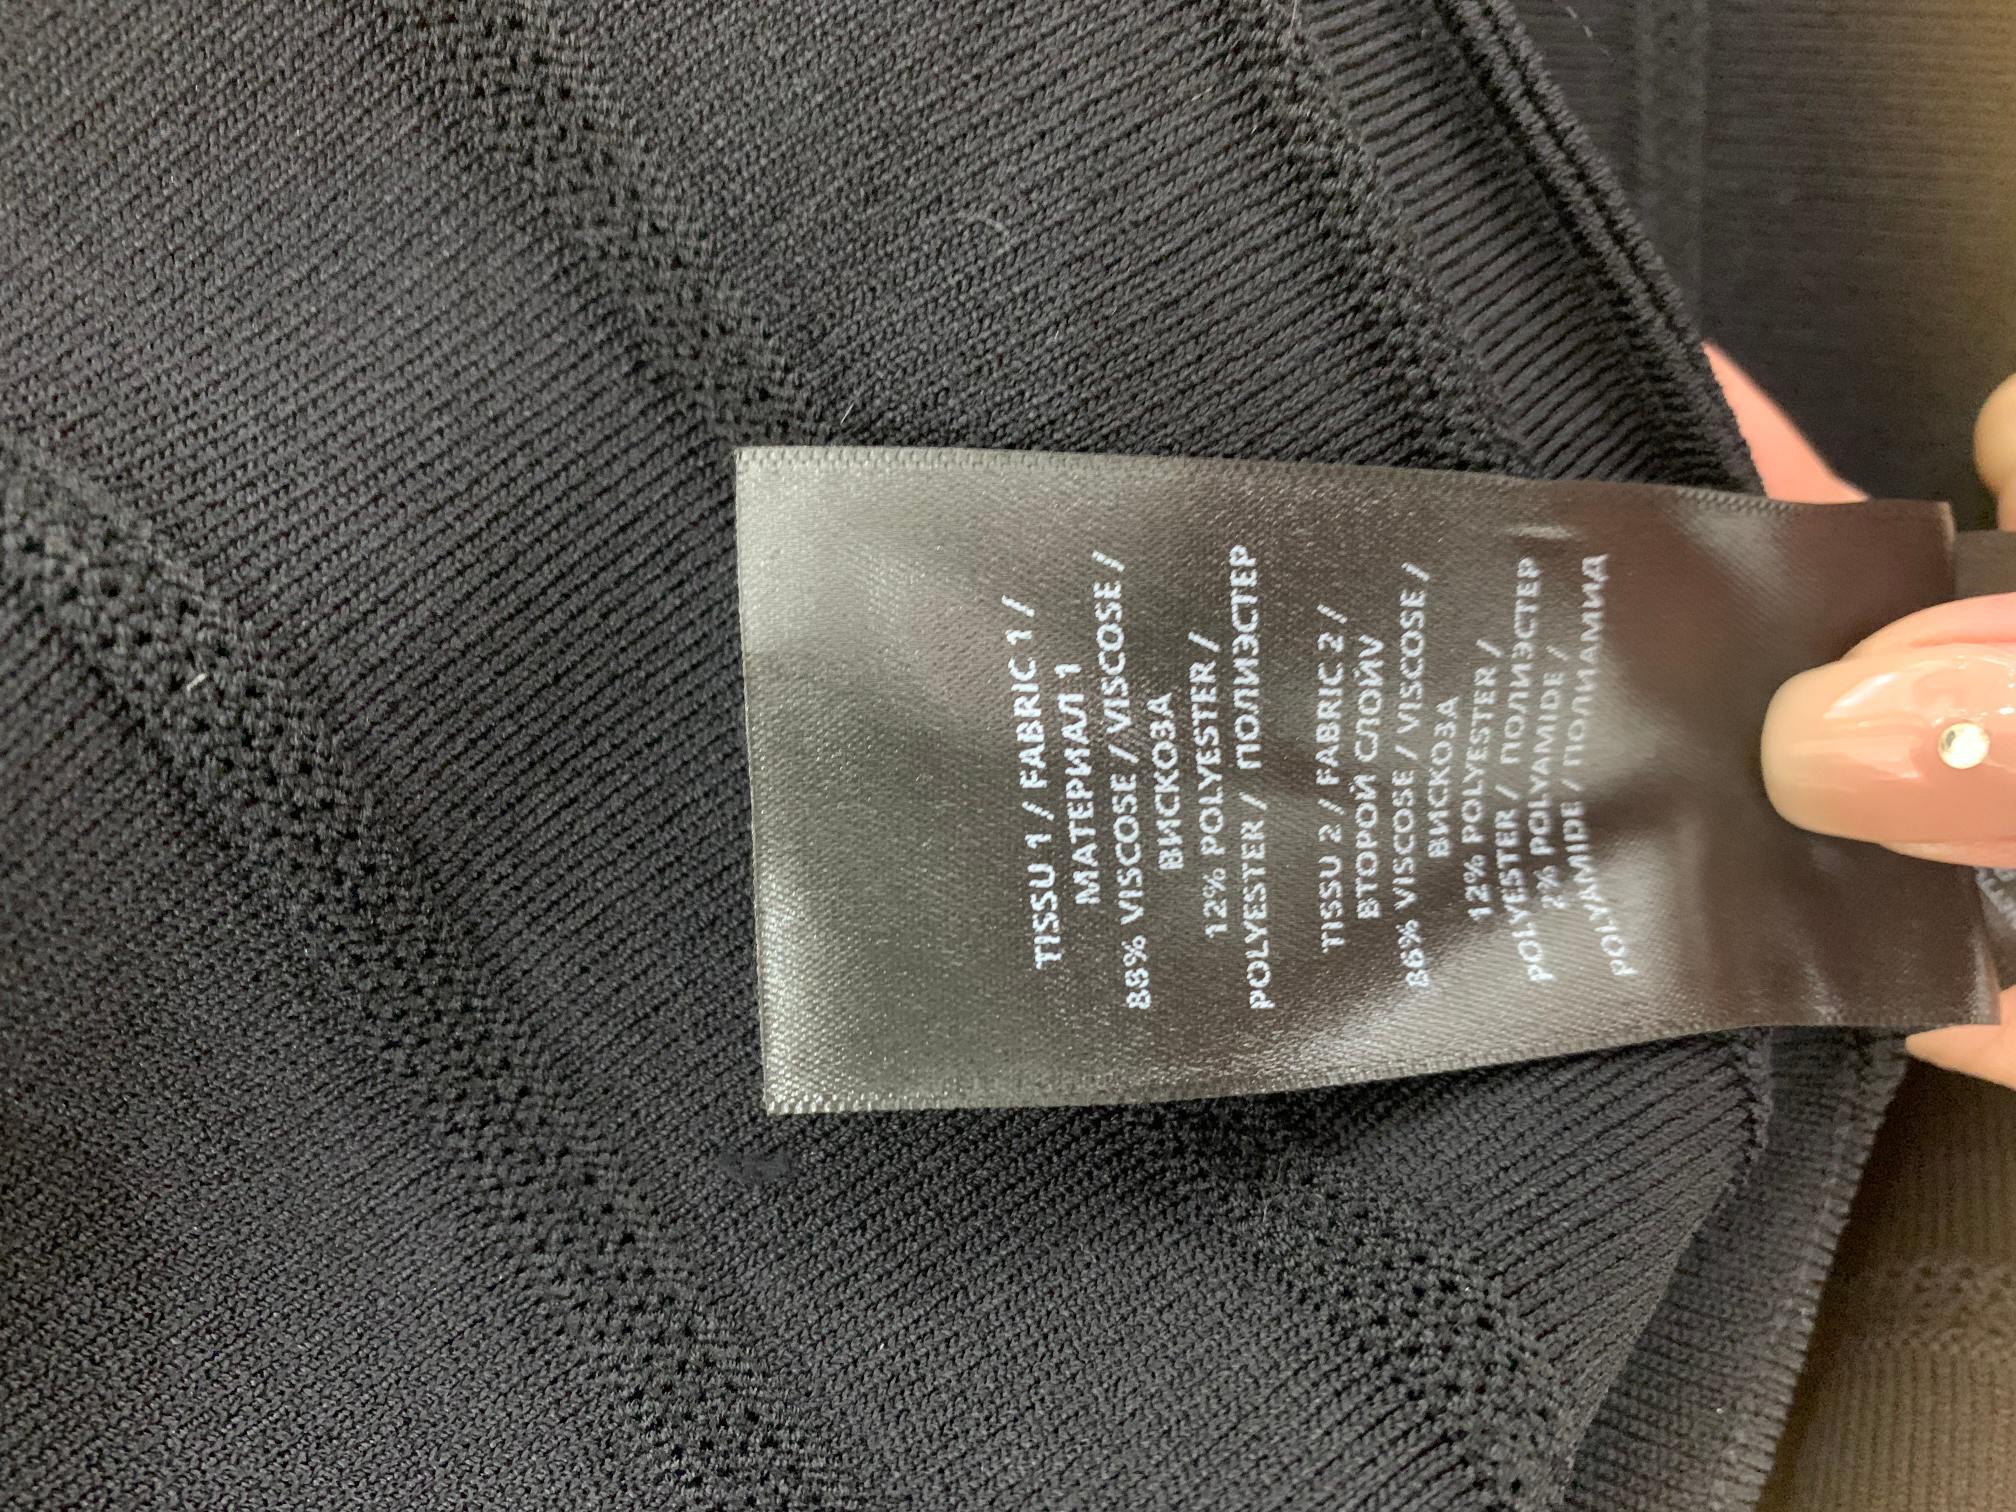 TISSU 1 / FABRIC 1 /
МАТЕРИАЛ 1
88% VISCOSE / VISCOSE /
ВИСКОЗА
12% POLYESTER /
POLYESTER / ПОЛИЭСТЕР
TISSU 2 / FABRIC 2 /
ВТОРОЙ СЛОЙV
86% VISCOSE / VISCOSE /
ВИСКОЗА
12% POLYESTER /
POLYESTER / ПОЛИЭСТЕР
2% POLYAMIDE /
POLYAMIDE / ПОЛИАМИД